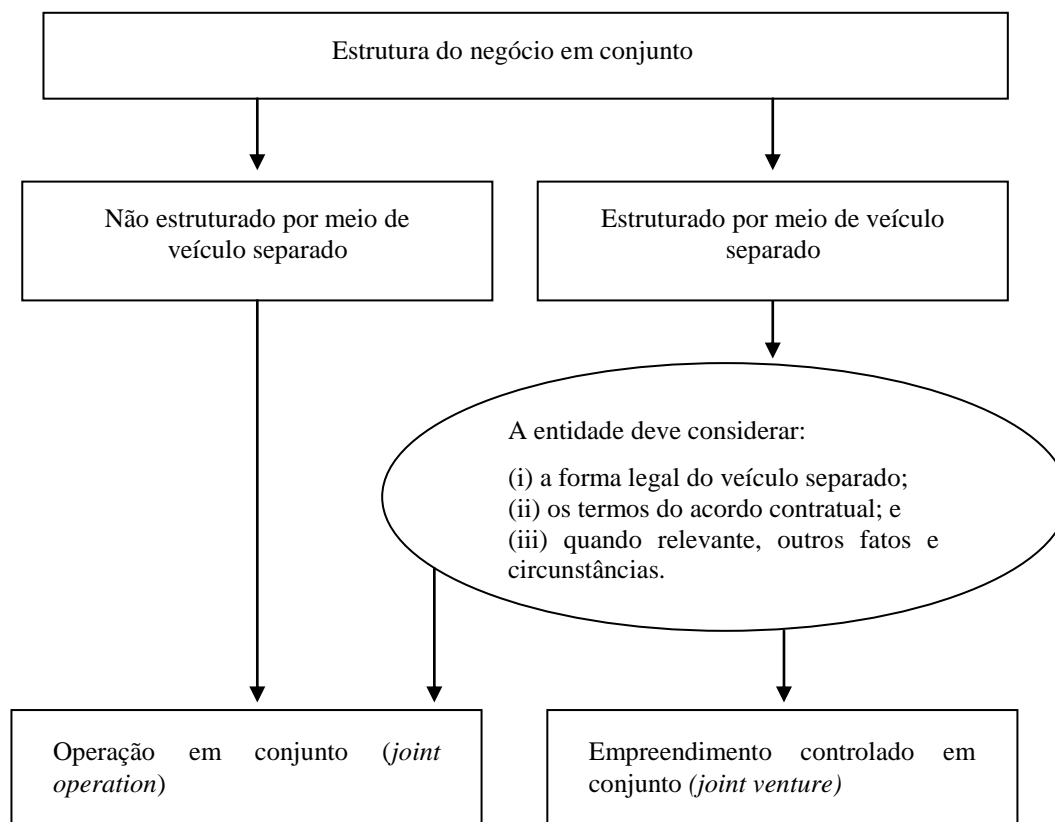 Estrutura do negócio em conjunto
Não estruturado por meio de
veículo separado
Estruturado por meio de veículo
separado
A entidade deve considerar:
(i) a forma legal do veículo separado;
(ii) os termos do acordo contratual; e
(iii) quando relevante, outros fatos e
circunstâncias.
Operação em conjunto (joint
operation)
Empreendimento controlado em
conjunto (joint venture)